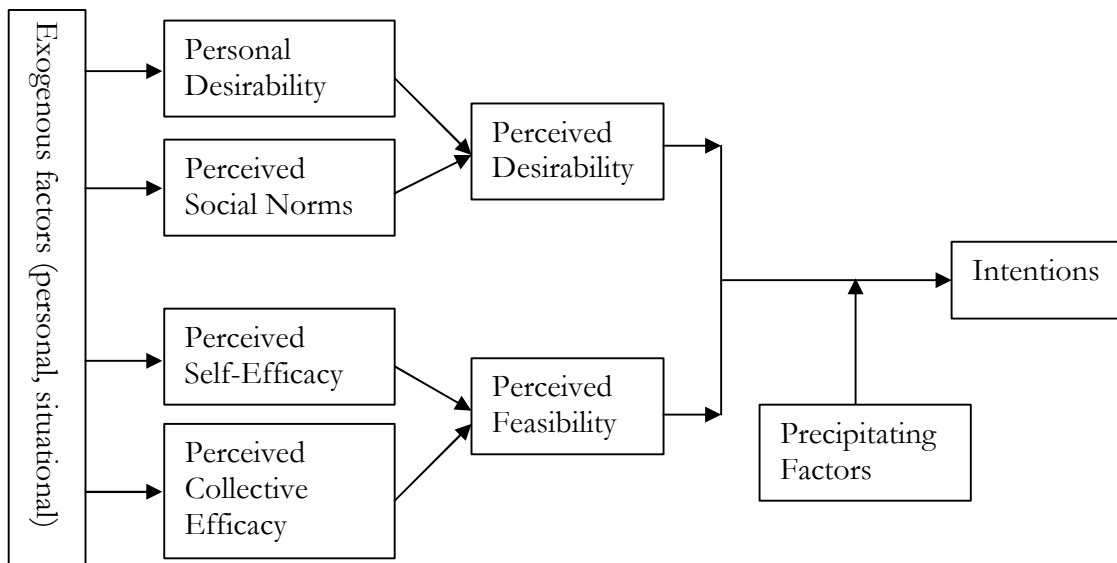 Exogenous factors (personal, situational)
Personal
Desirability
Perceived
Social Norms
Perceived
Self-Efficacy
Perceived
Collective
Efficacy
Perceived
Desirability
Perceived
Feasibility
Precipitating
Factors
Intentions